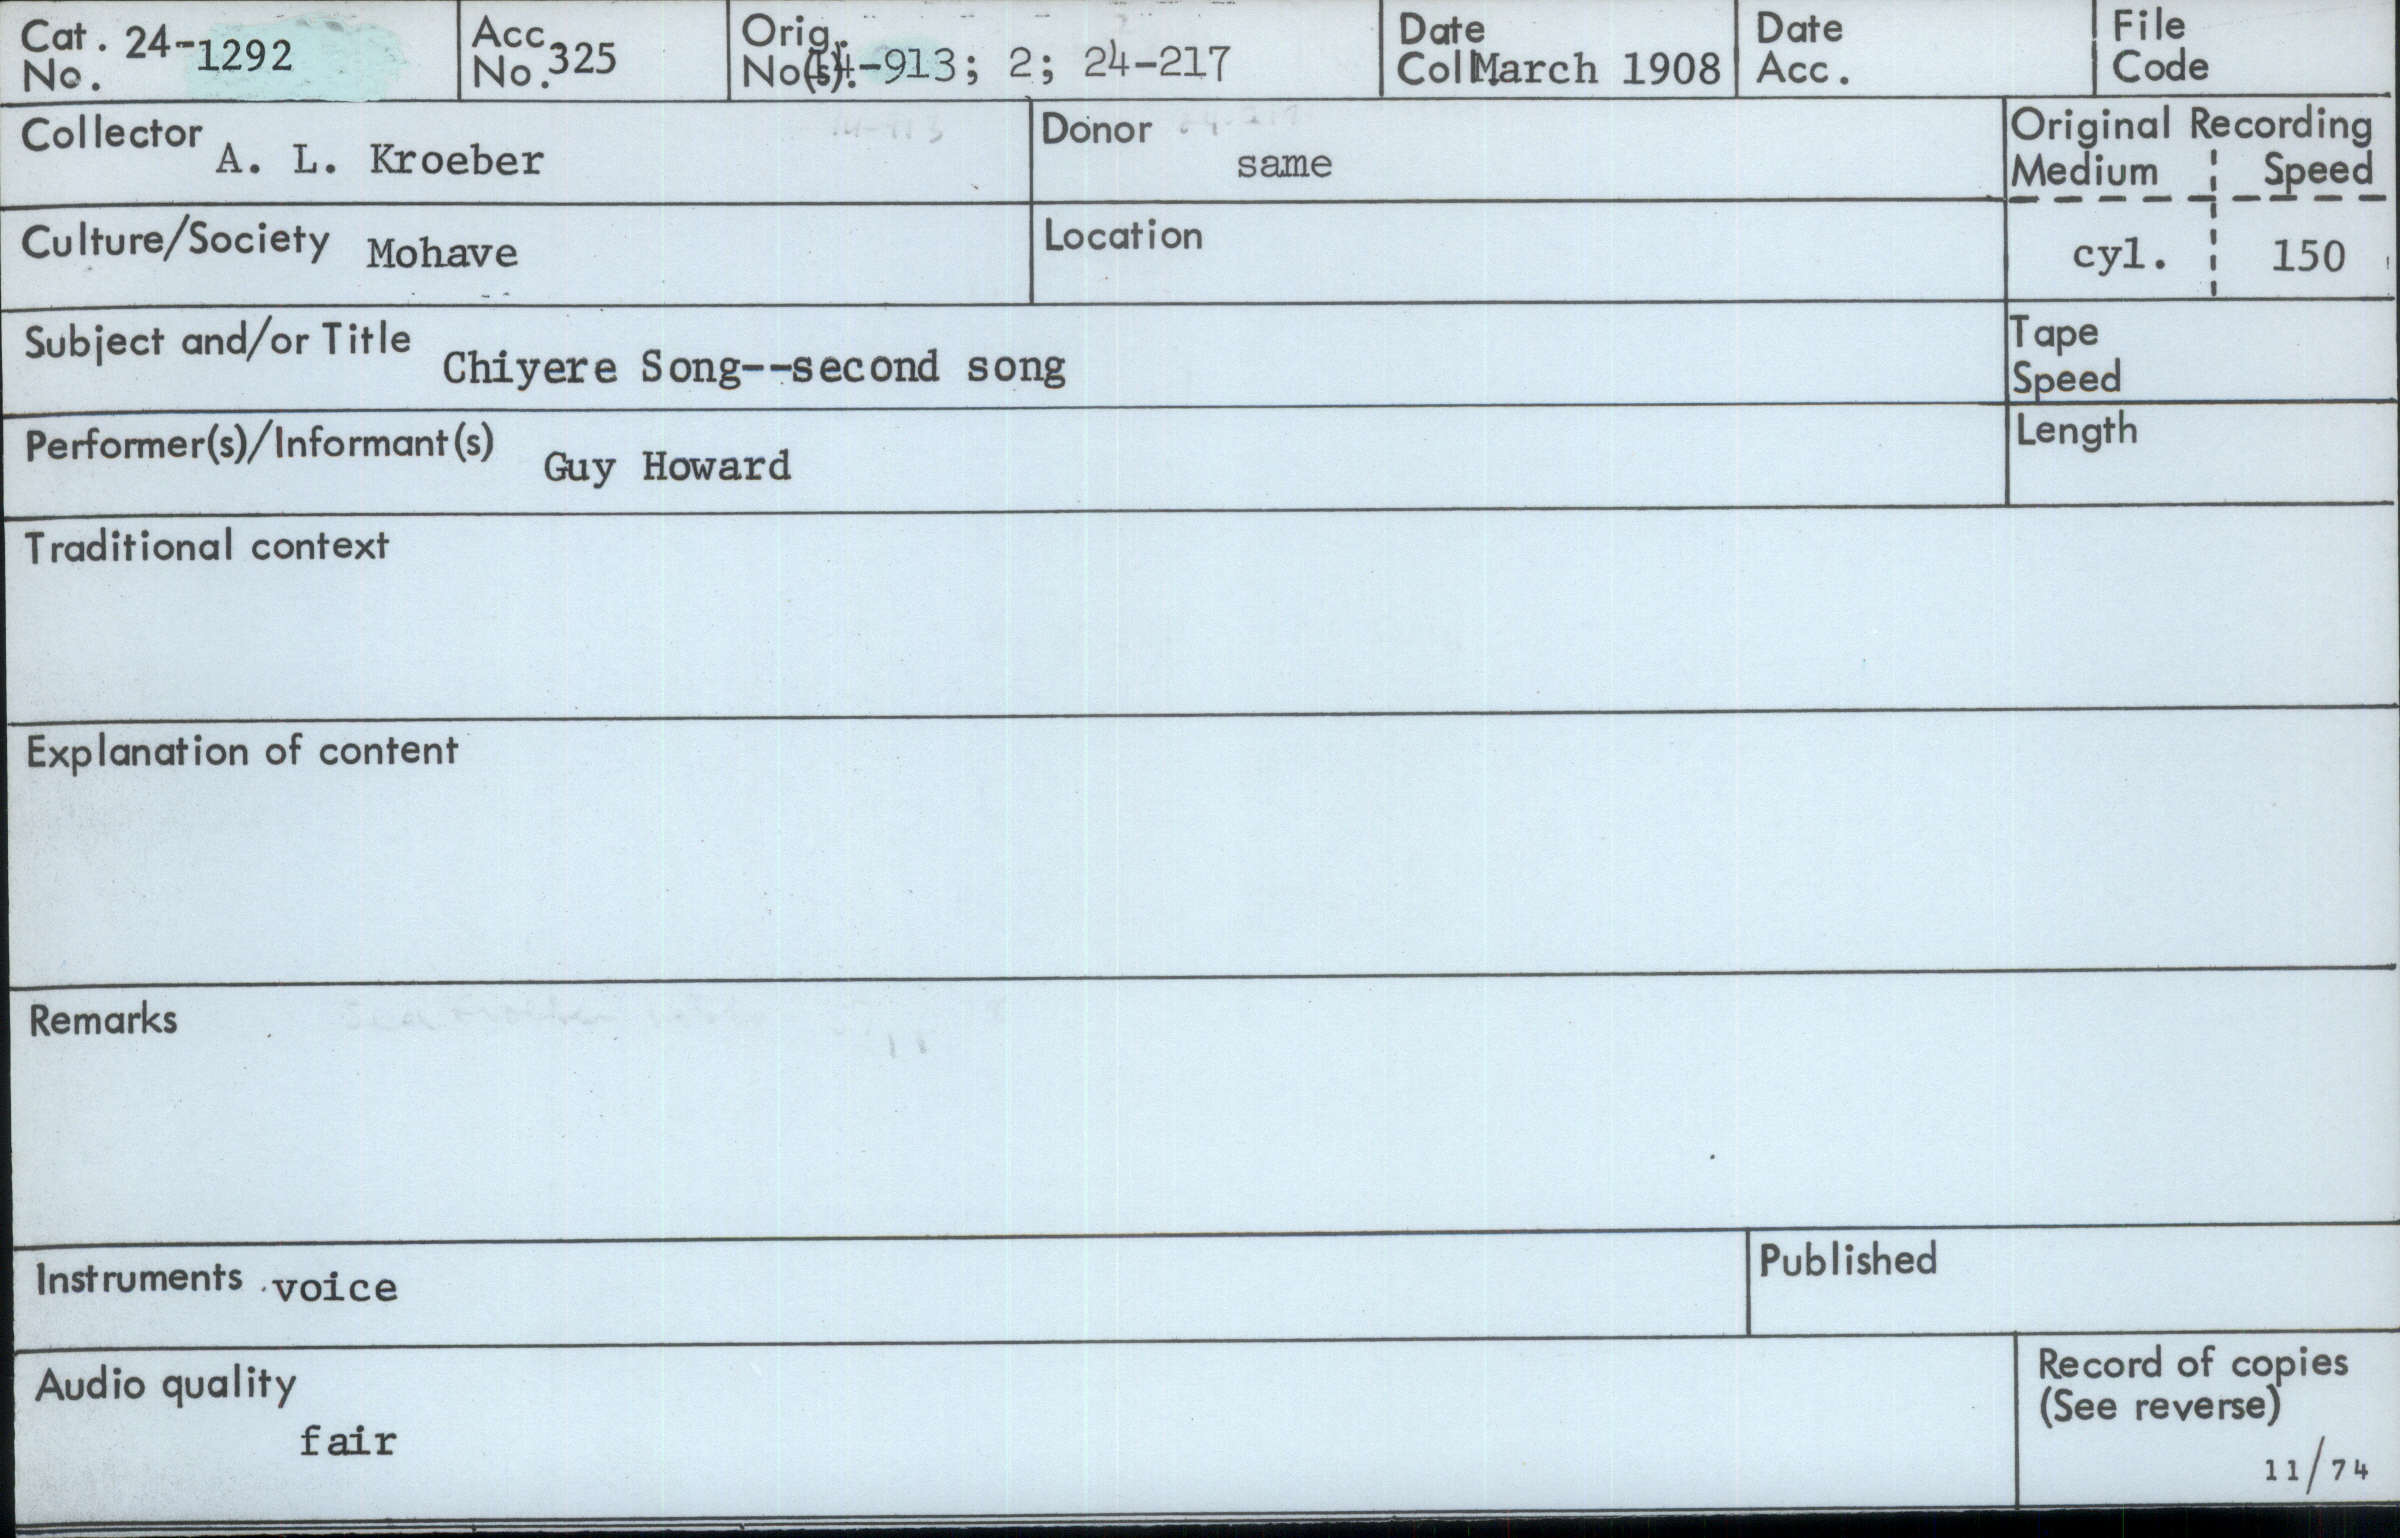 Cat. No. 24-1292
Acc. No. 325
Orig. No(s). 14-913; 2; 24-217
Date Coll. March 1908
Date Acc.
File Code
Collector A. L. Kroeber
Donor same
Original Recording
Medium Speed
cyl. 150
Culture/Society Mohave
Location
Subject and/or Title Chiyere Song--second song
Tape Speed
Performer(s)/Informant(s) Guy Howard
Length
Traditional context
Explanation of content
Remarks
Instruments voice
Published
Audio quality
fair
Record of copies
(See reverse)
11/74